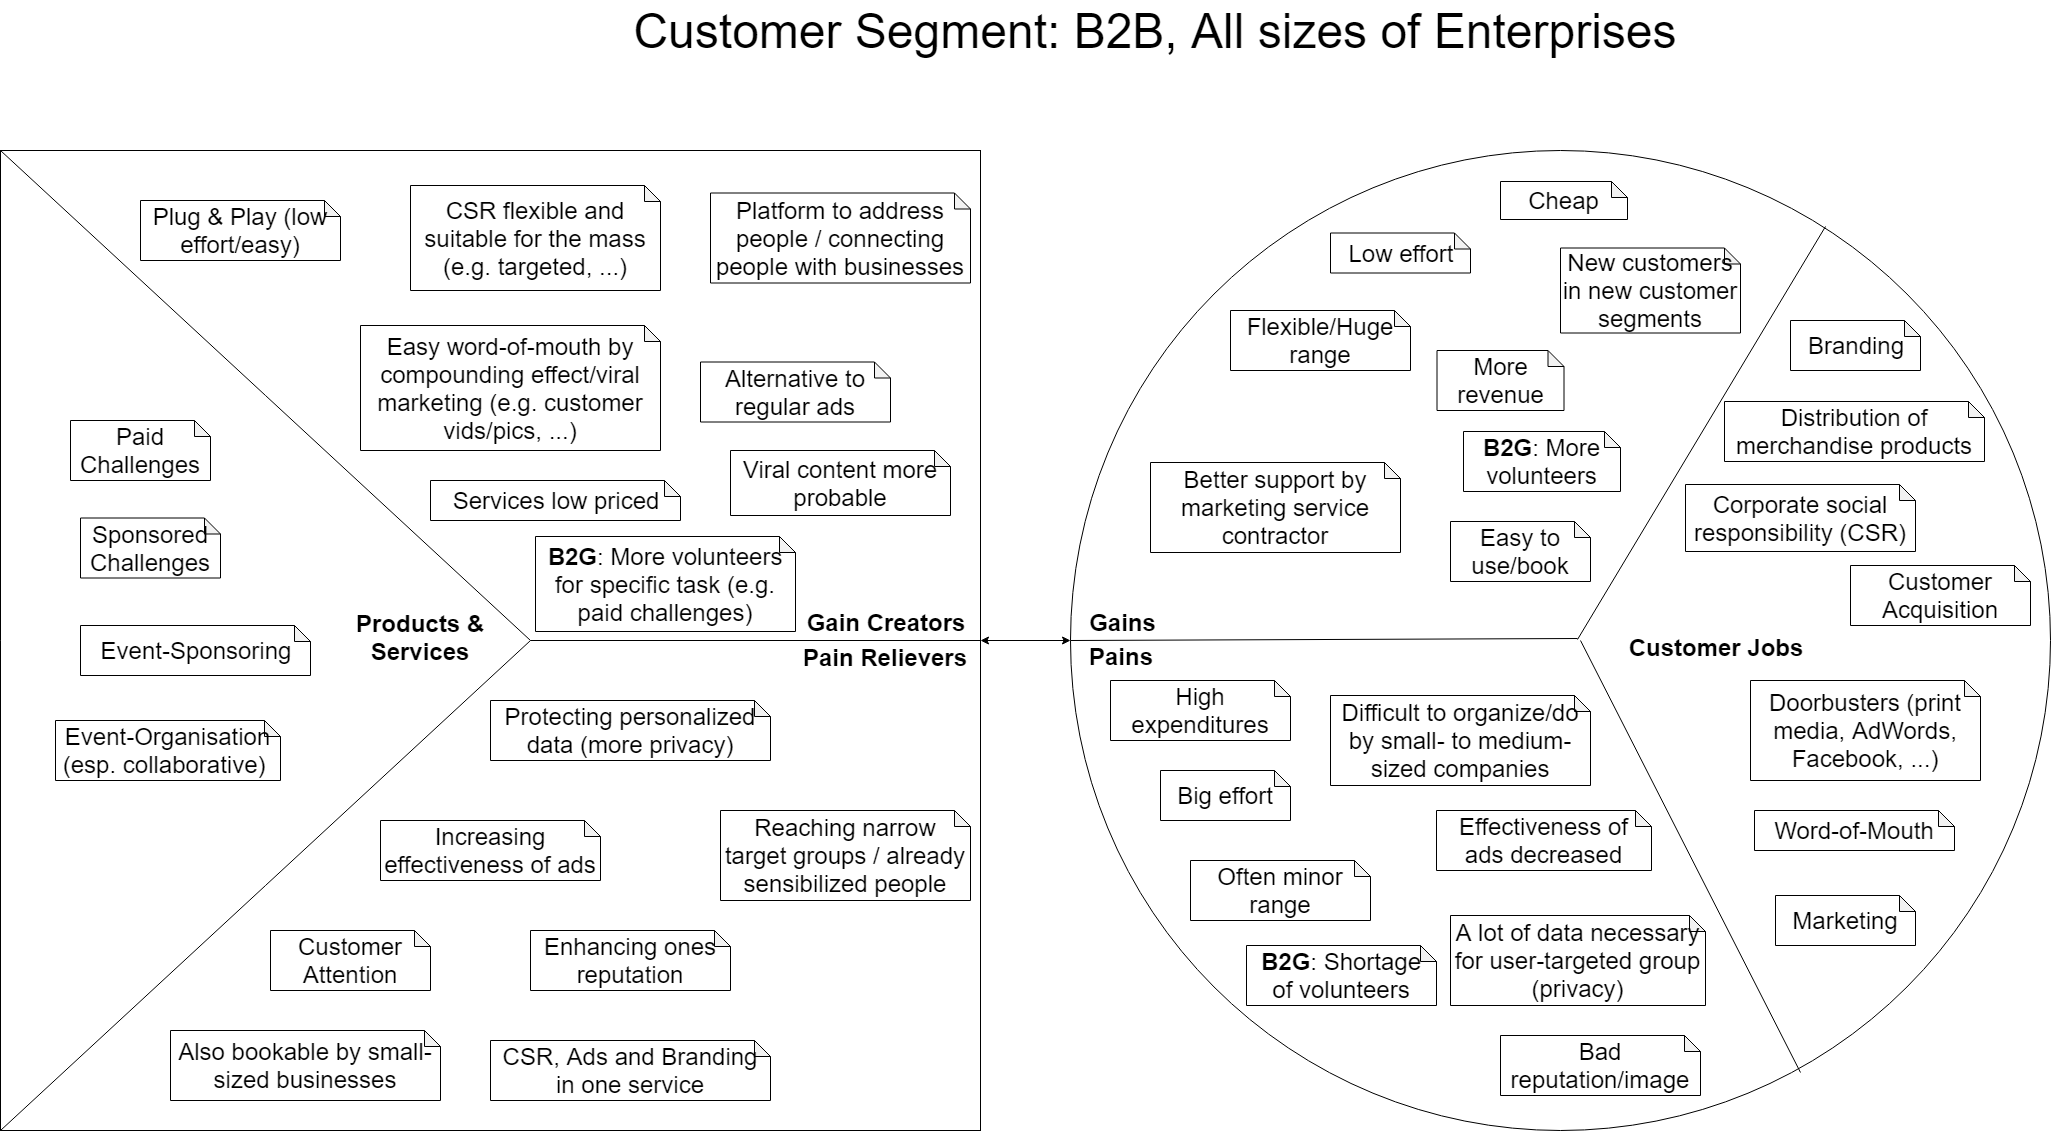 Customer Segment: B2B, All sizes of Enterprises
Plug & Play (low
effort/easy)
Paid
Challenges
Sponsored
Challenges
Event-Sponsoring
Event-Organisation
(esp. collaborative)
Products &
Services
CSR flexible and
suitable for the mass
(e.g. targeted, ...)
Platform to address
people / connecting
people with businesses
Easy word-of-mouth by
compounding effect/viral
marketing (e.g. customer
vids/pics, ...)
Alternative to
regular ads
Services low priced
Viral content more
probable
B2G: More volunteers
for specific task (e.g.
paid challenges)
Gain Creators
Pain Relievers
Protecting personalized
data (more privacy)
Increasing
effectiveness of ads
Reaching narrow
target groups / already
sensibilized people
Customer
Attention
Enhancing ones
reputation
Also bookable by small-
sized businesses
CSR, Ads and Branding
in one service
Cheap
Low effort
New customers
in new customer
segments
Flexible/Huge
range
More
revenue
B2G: More
volunteers
Better support by
marketing service
contractor
Easy to
use/book
Gains
Pains
High
expenditures
Difficult to organize/do
by small- to medium-
sized companies
Big effort
Effectiveness of
ads decreased
Often minor
range
A lot of data necessary
for user-targeted group
(privacy)
B2G: Shortage
of volunteers
Bad
reputation/image
Branding
Distribution of
merchandise products
Corporate social
responsibility (CSR)
Customer
Acquisition
Customer Jobs
Doorbusters (print
media, AdWords,
Facebook, ...)
Word-of-Mouth
Marketing